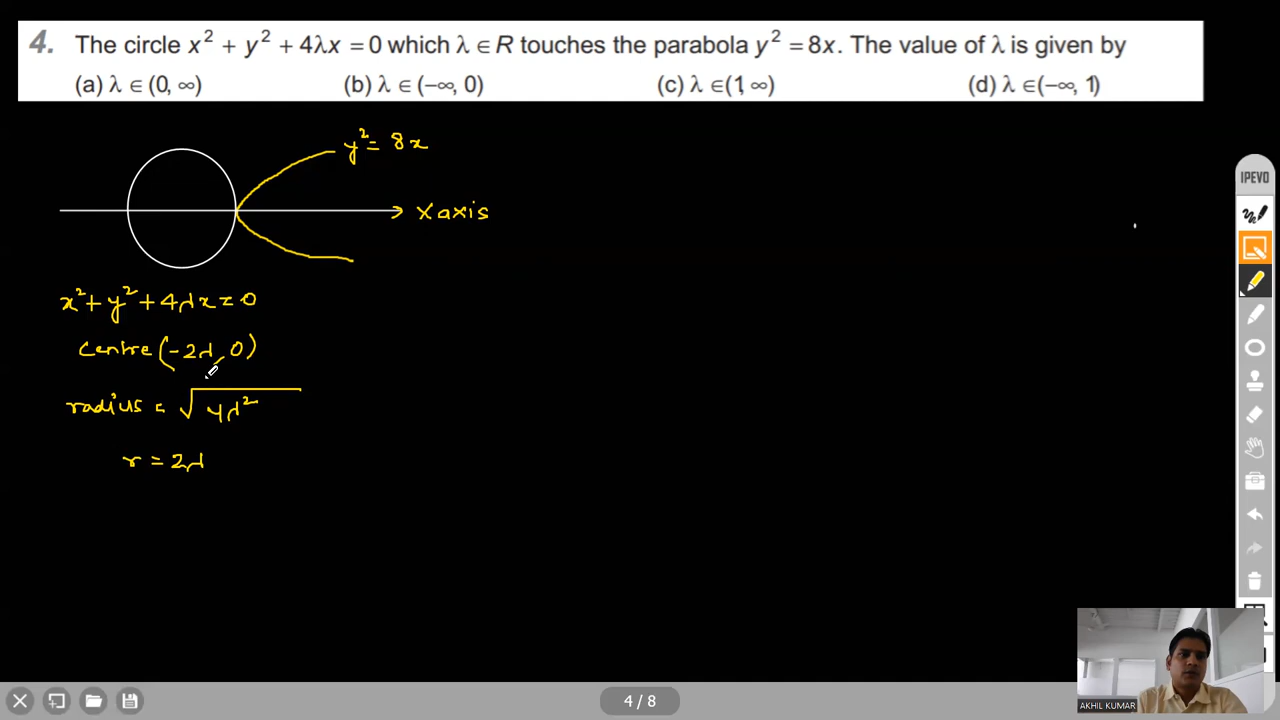 4. The circle x² + y² + 4λx = 0 which λ ∈ R touches the parabola y² = 8x. The value of λ is given by
(a) λ ∈ (0, ∞) (b) λ ∈ (−∞, 0) (c) λ ∈(1, ∞) (d) λ ∈(−∞, 1)
y² = 8x
X axis
x² + y² + 4λx = 0
Centre (-2λ, 0)
radius = √4λ²
r = 2λ
IPEVO
4 / 8
AKHIL KUMAR